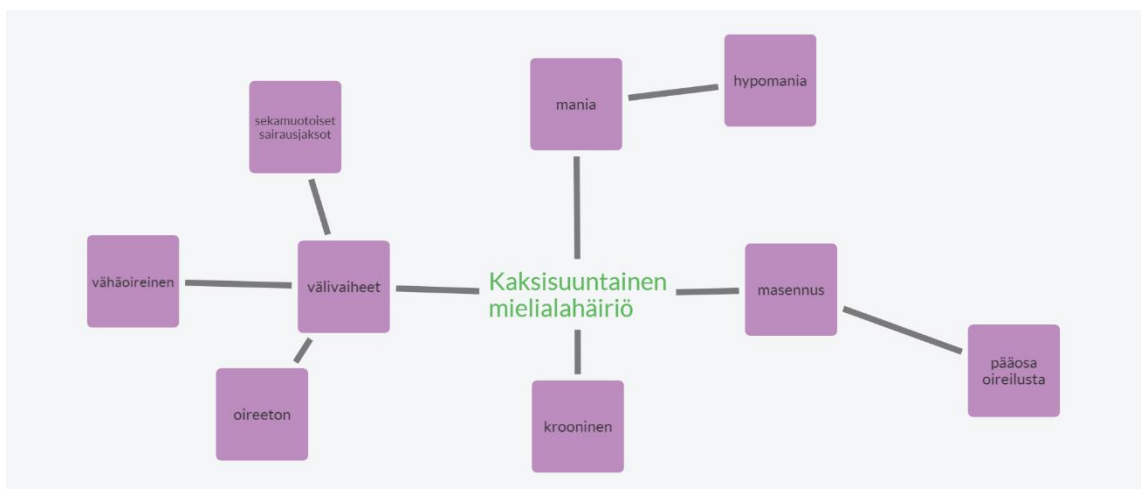 hypomania
mania
sekamuotoiset
sairausjaksot
vähäoireinen
välivaiheet
Kaksisuuntainen
mielialahäiriö
masennus
pääosa
oireilusta
oireeton
krooninen